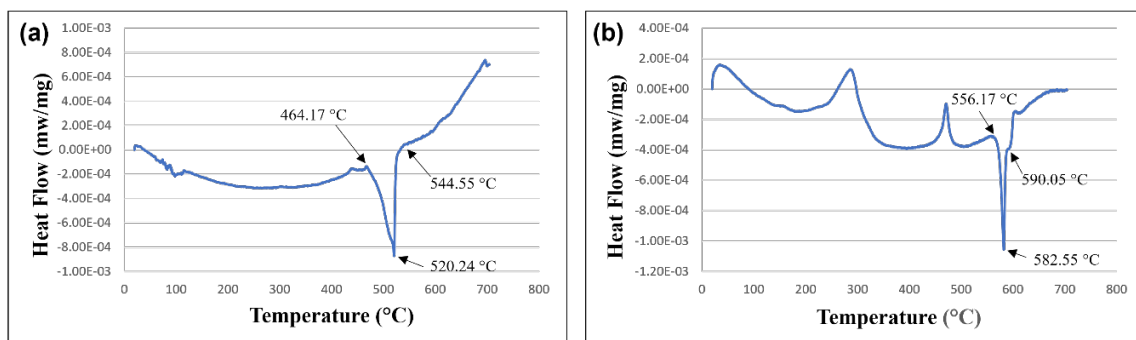 (a)
1.00E-03
8.00E-04
6.00E-04
4.00E-04
2.00E-04
0.00E+00
-2.00E-04
-4.00E-04
-6.00E-04
-8.00E-04
-1.00E-03
Heat Flow (mw/mg)
464.17 °C
544.55 °C
520.24 °C
0 100 200 300 400 500 600 700 800
Temperature (°C)
(b)
4.00E-04
2.00E-04
0.00E+00
-2.00E-04
-4.00E-04
-6.00E-04
-8.00E-04
-1.00E-03
-1.20E-03
Heat Flow (mw/mg)
556.17 °C
590.05 °C
582.55 °C
0 100 200 300 400 500 600 700 800
Temperature (°C)